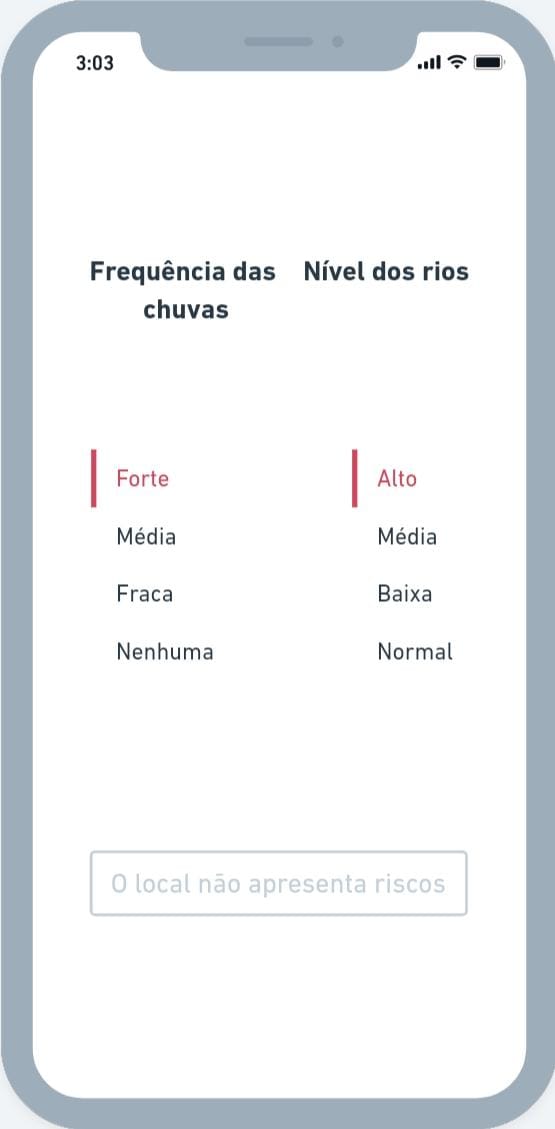 3:03
Frequência das
chuvas
Nível dos rios
Forte
Média
Fraca
Nenhuma
Alto
Média
Baixa
Normal
O local não apresenta riscos